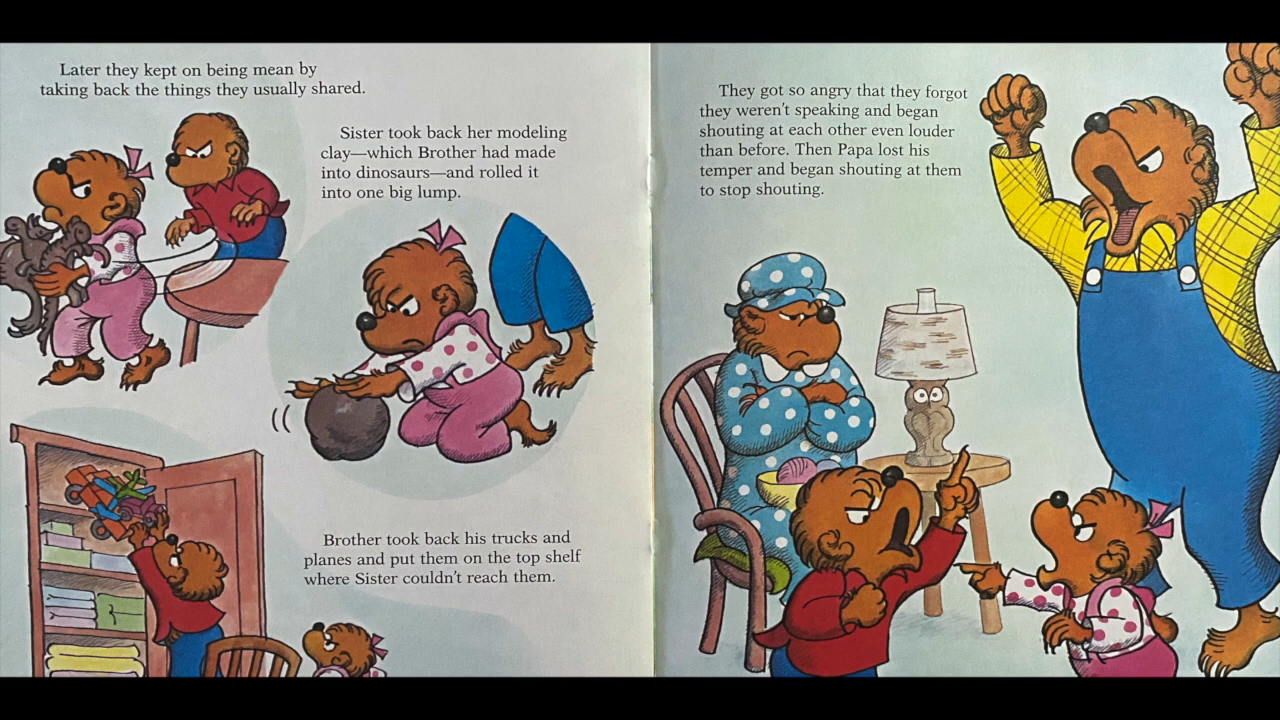 Later they kept on being mean by
taking back the things they usually shared.
Sister took back her modeling
clay—which Brother had made
into dinosaurs—and rolled it
into one big lump.
Brother took back his trucks and
planes and put them on the top shelf
where Sister couldn't reach them.
They got so angry that they forgot
they weren't speaking and began
shouting at each other even louder
than before. Then Papa lost his
temper and began shouting at them
to stop shouting.